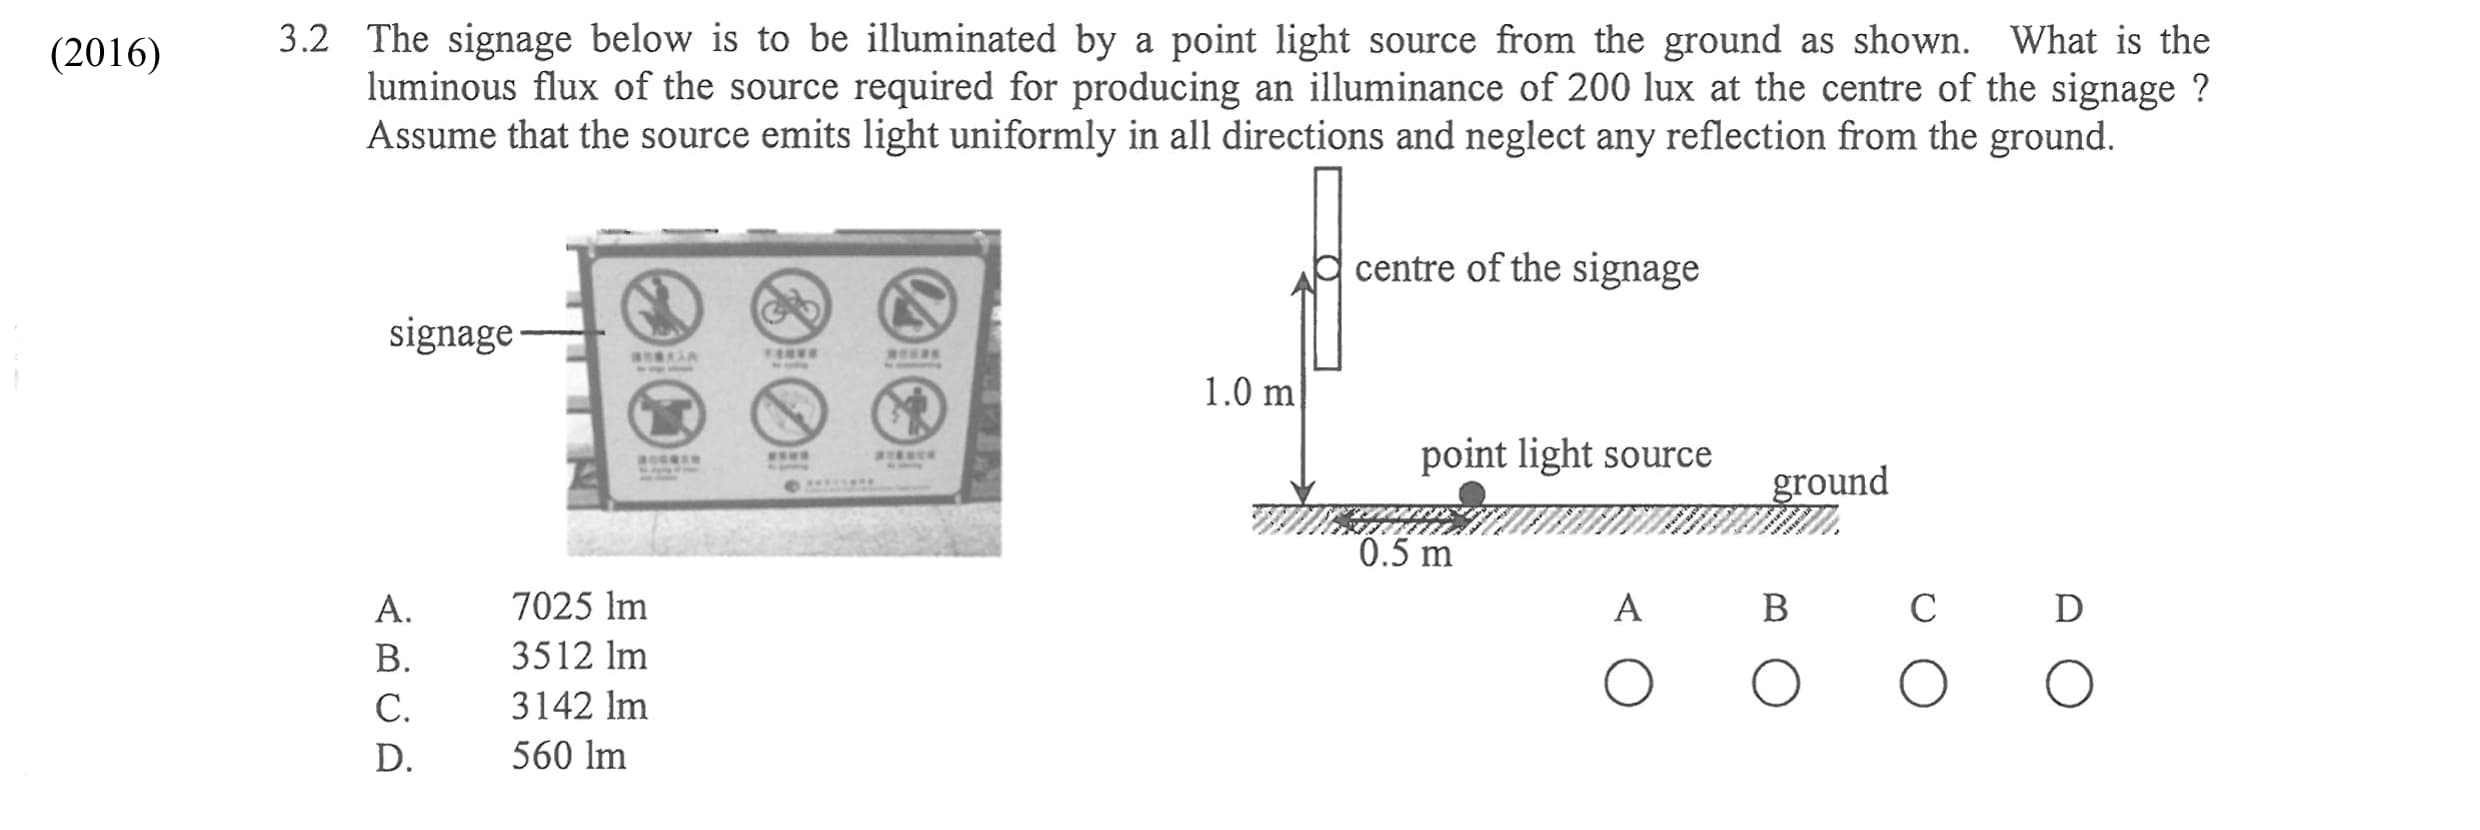 (2016)
3.2 The signage below is to be illuminated by a point light source from the ground as shown. What is the
luminous flux of the source required for producing an illuminance of 200 lux at the centre of the signage ?
Assume that the source emits light uniformly in all directions and neglect any reflection from the ground.
centre of the signage
signage
1.0 m
point light source
ground
0.5 m
A. 7025 lm
B. 3512 lm
C. 3142 lm
D. 560 lm
A B C D